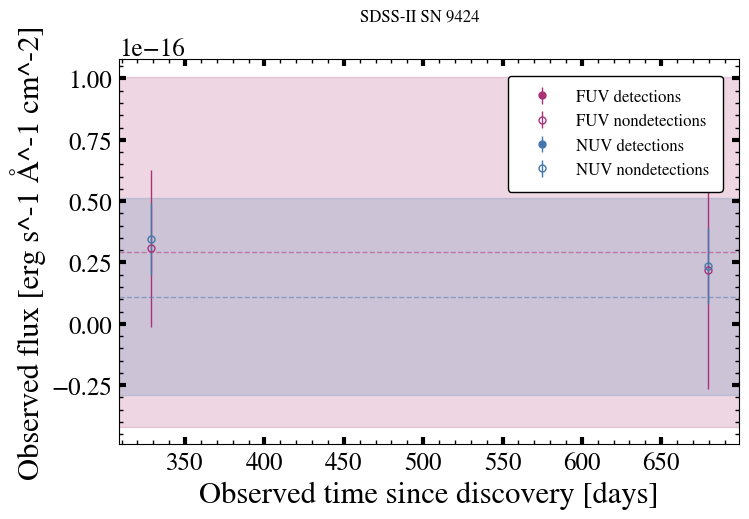 SDSS-II SN 9424
1e−16
Observed flux [erg s^-1 Å^-1 cm^-2]
1.00
0.75
0.50
0.25
0.00
−0.25
FUV detections
FUV nondetections
NUV detections
NUV nondetections
350 400 450 500 550 600 650
Observed time since discovery [days]